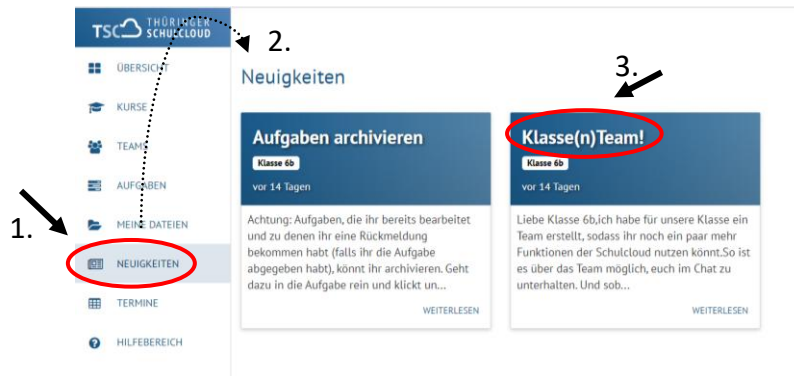 TSC THÜRINGER
SCHULCLOUD
ÜBERSICHT
KURSE
TEAMS
AUFGABEN
MEINE DATEIEN
NEUIGKEITEN
TERMINE
HILFEBEREICH
1.
2.
Neuigkeiten
Aufgaben archivieren
Klasse 6b
vor 14 Tagen
Achtung: Aufgaben, die ihr bereits bearbeitet
und zu denen ihr eine Rückmeldung
bekommen habt (falls ihr die Aufgabe
abgegeben habt), könnt ihr archivieren. Geht
dazu in die Aufgabe rein und klickt un...
WEITERLESEN
3.
Klasse(n)Team!
Klasse 6b
vor 14 Tagen
Liebe Klasse 6b,ich habe für unsere Klasse ein
Team erstellt, sodass ihr noch ein paar mehr
Funktionen der Schulcloud nutzen könnt.So ist
es über das Team möglich, euch im Chat zu
unterhalten. Und sob...
WEITERLESEN